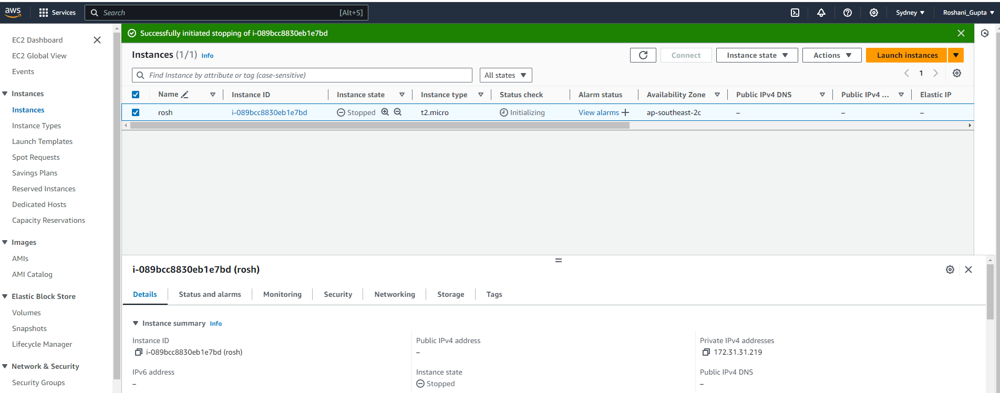 aws
Services
Search
[Alt+S]
Sydney
Roshani_Gupta
EC2 Dashboard
EC2 Global View
Events
Instances
Instances
Instance Types
Launch Templates
Spot Requests
Savings Plans
Reserved Instances
Dedicated Hosts
Capacity Reservations
Images
AMIs
AMI Catalog
Elastic Block Store
Volumes
Snapshots
Lifecycle Manager
Network & Security
Security Groups
Successfully initiated stopping of i-089bcc8830eb1e7bd
Instances (1/1) Info
Connect
Instance state
Actions
Launch instances
Find Instance by attribute or tag (case-sensitive)
All states
1
Name Instance ID Instance state Instance type Status check Alarm status Availability Zone Public IPv4 DNS Public IPv4 ... Elastic IP
rosh i-089bcc8830eb1e7bd Stopped t2.micro Initializing View alarms + ap-southeast-2c – – –
i-089bcc8830eb1e7bd (rosh)
Details Status and alarms Monitoring Security Networking Storage Tags
Instance summary Info
Instance ID
i-089bcc8830eb1e7bd (rosh)
Public IPv4 address
–
Private IPv4 addresses
172.31.31.219
IPv6 address
–
Instance state
Stopped
Public IPv4 DNS
–